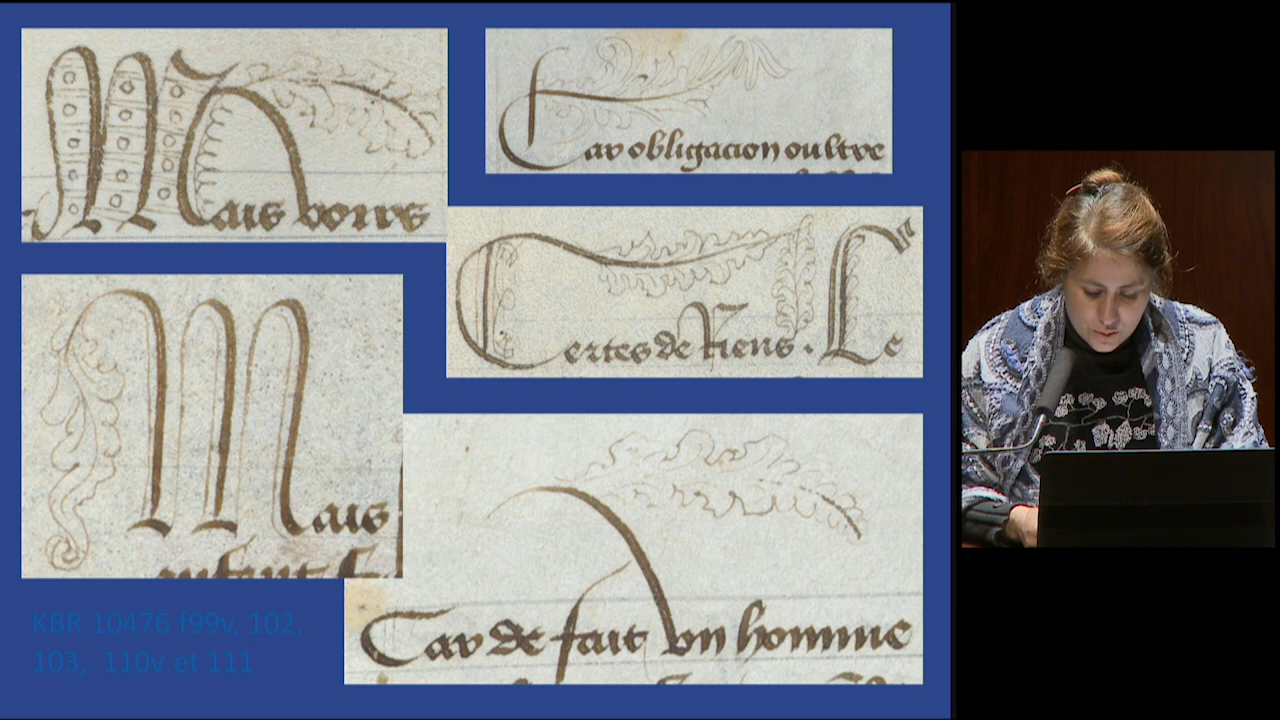 Mais vous
Car obligacion oultre
Certes de Riens . Le
Mais
Car de fait un homme
KBR 10476 f99v, 102,
103, 110v et 111